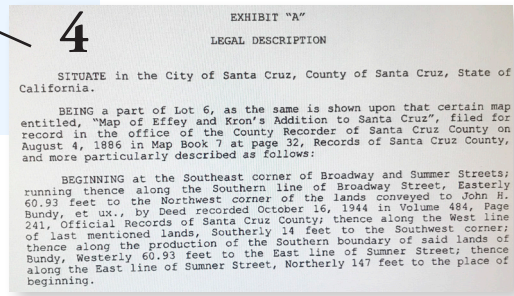 4
EXHIBIT "A"
LEGAL DESCRIPTION
SITUATE in the City of Santa Cruz, County of Santa Cruz, State of
California.
BEING a part of Lot 6, as the same is shown upon that certain map
entitled, "Map of Effey and Kron's Addition to Santa Cruz", filed for
record in the office of the County Recorder of Santa Cruz County on
August 4, 1886 in Map Book 7 at page 32, Records of Santa Cruz County,
and more particularly described as follows:
BEGINNING at the Southeast corner of Broadway and Summer Streets;
running thence along the Southern line of Broadway Street, Easterly
60.93 feet to the Northwest corner of the lands conveyed to John H.
Bundy, et ux., by Deed recorded October 16, 1944 in Volume 484, Page
241, Official Records of Santa Cruz County; thence along the West line
of last mentioned lands, Southerly 14 feet to the Southwest corner;
thence along the production of the Southern boundary of said lands of
Bundy, Westerly 60.93 feet to the East line of Sumner Street; thence
along the East line of Sumner Street, Northerly 147 feet to the place of
beginning.